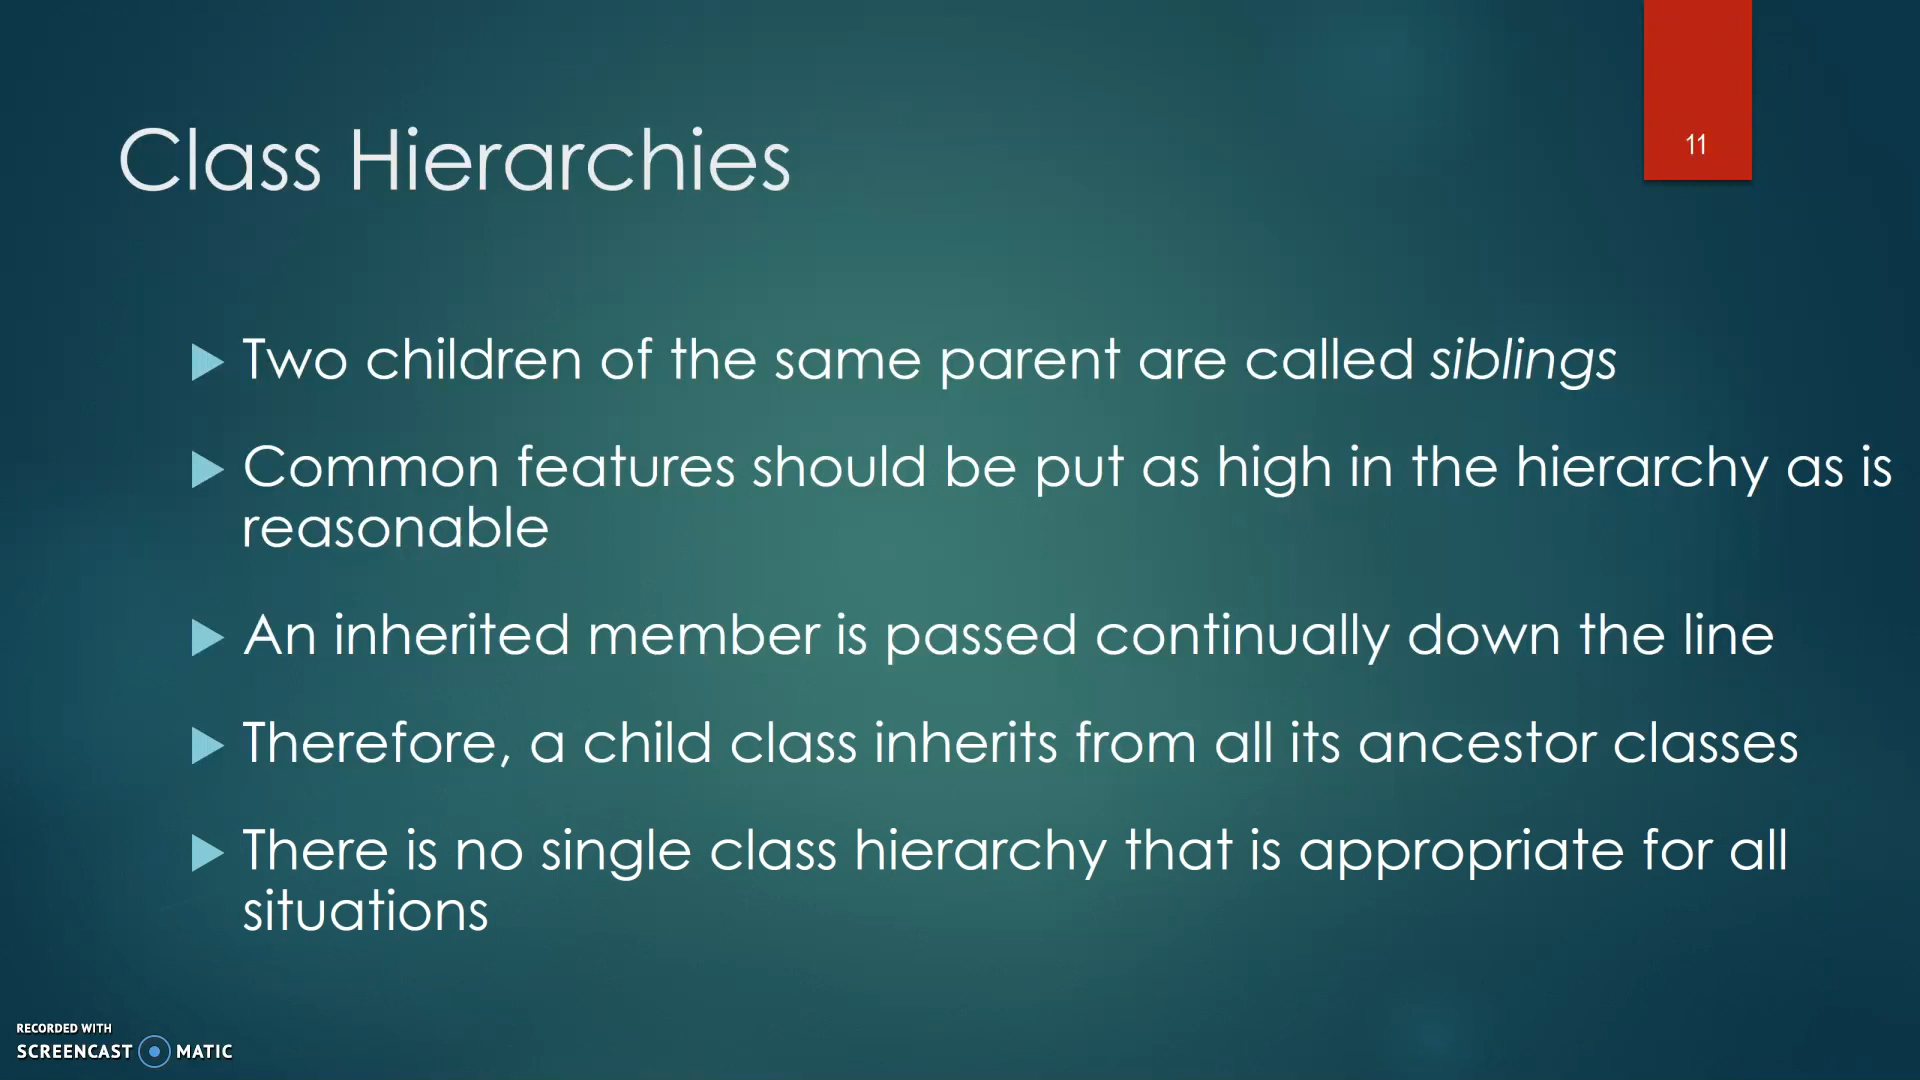 11
Class Hierarchies
Two children of the same parent are called siblings
Common features should be put as high in the hierarchy as is
reasonable
An inherited member is passed continually down the line
Therefore, a child class inherits from all its ancestor classes
There is no single class hierarchy that is appropriate for all
situations
RECORDED WITH
SCREENCAST MATIC